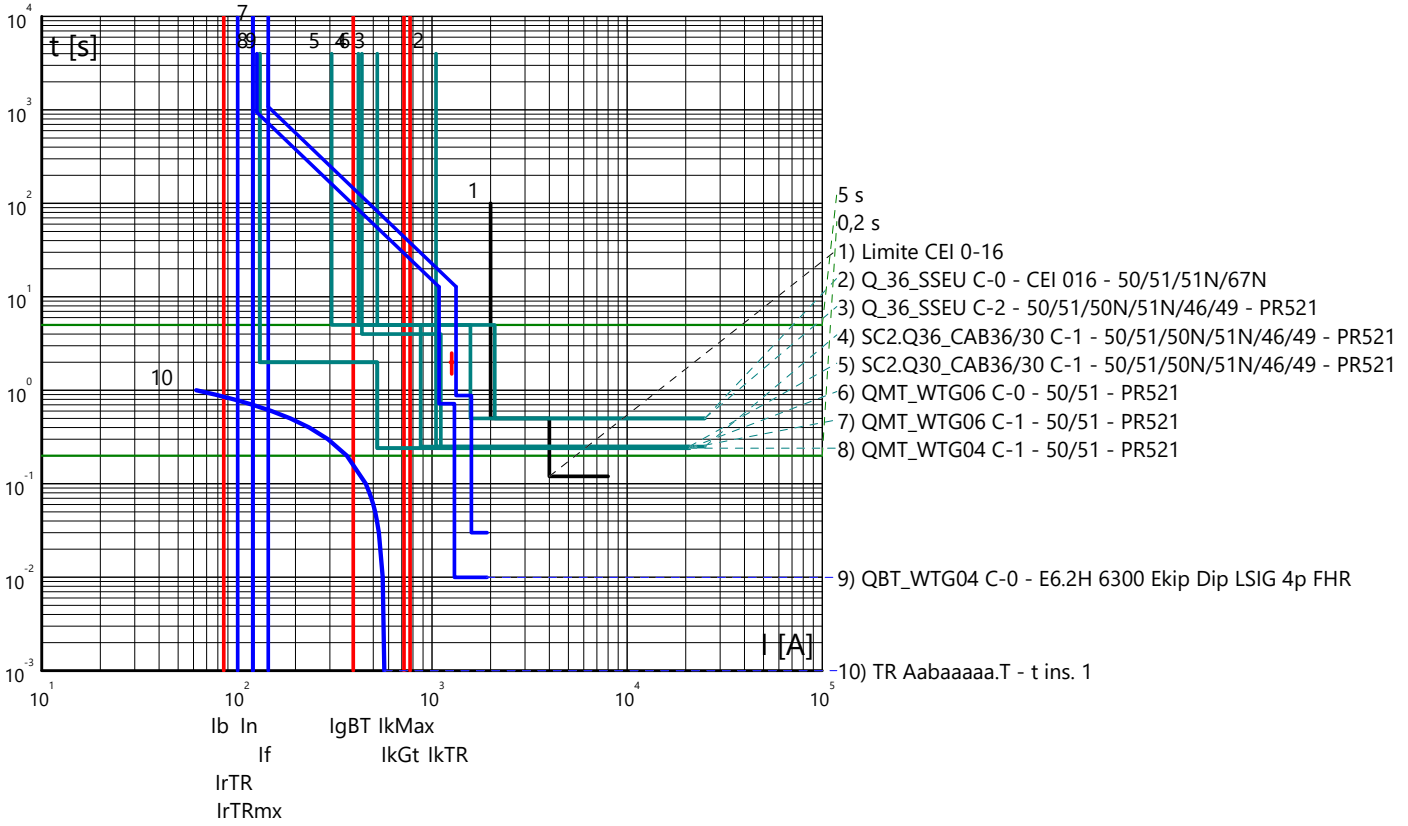 10⁴
t [s]
7
8 9 5 4 6 3 2
10³
10²
1
10¹
10⁰
10
10⁻¹
10⁻²
10⁻³
I [A]
10¹ 10² 10³ 10⁴ 10⁵
Ib In IgBT IkMax
If IkGt IkTR
IrTR
IrTRmx
5 s
0,2 s
1) Limite CEI 0-16
2) Q_36_SSEU C-0 - CEI 016 - 50/51/51N/67N
3) Q_36_SSEU C-2 - 50/51/50N/51N/46/49 - PR521
4) SC2.Q36_CAB36/30 C-1 - 50/51/50N/51N/46/49 - PR521
5) SC2.Q30_CAB36/30 C-1 - 50/51/50N/51N/46/49 - PR521
6) QMT_WTG06 C-0 - 50/51 - PR521
7) QMT_WTG06 C-1 - 50/51 - PR521
8) QMT_WTG04 C-1 - 50/51 - PR521
9) QBT_WTG04 C-0 - E6.2H 6300 Ekip Dip LSIG 4p FHR
10) TR Aabaaaaa.T - t ins. 1